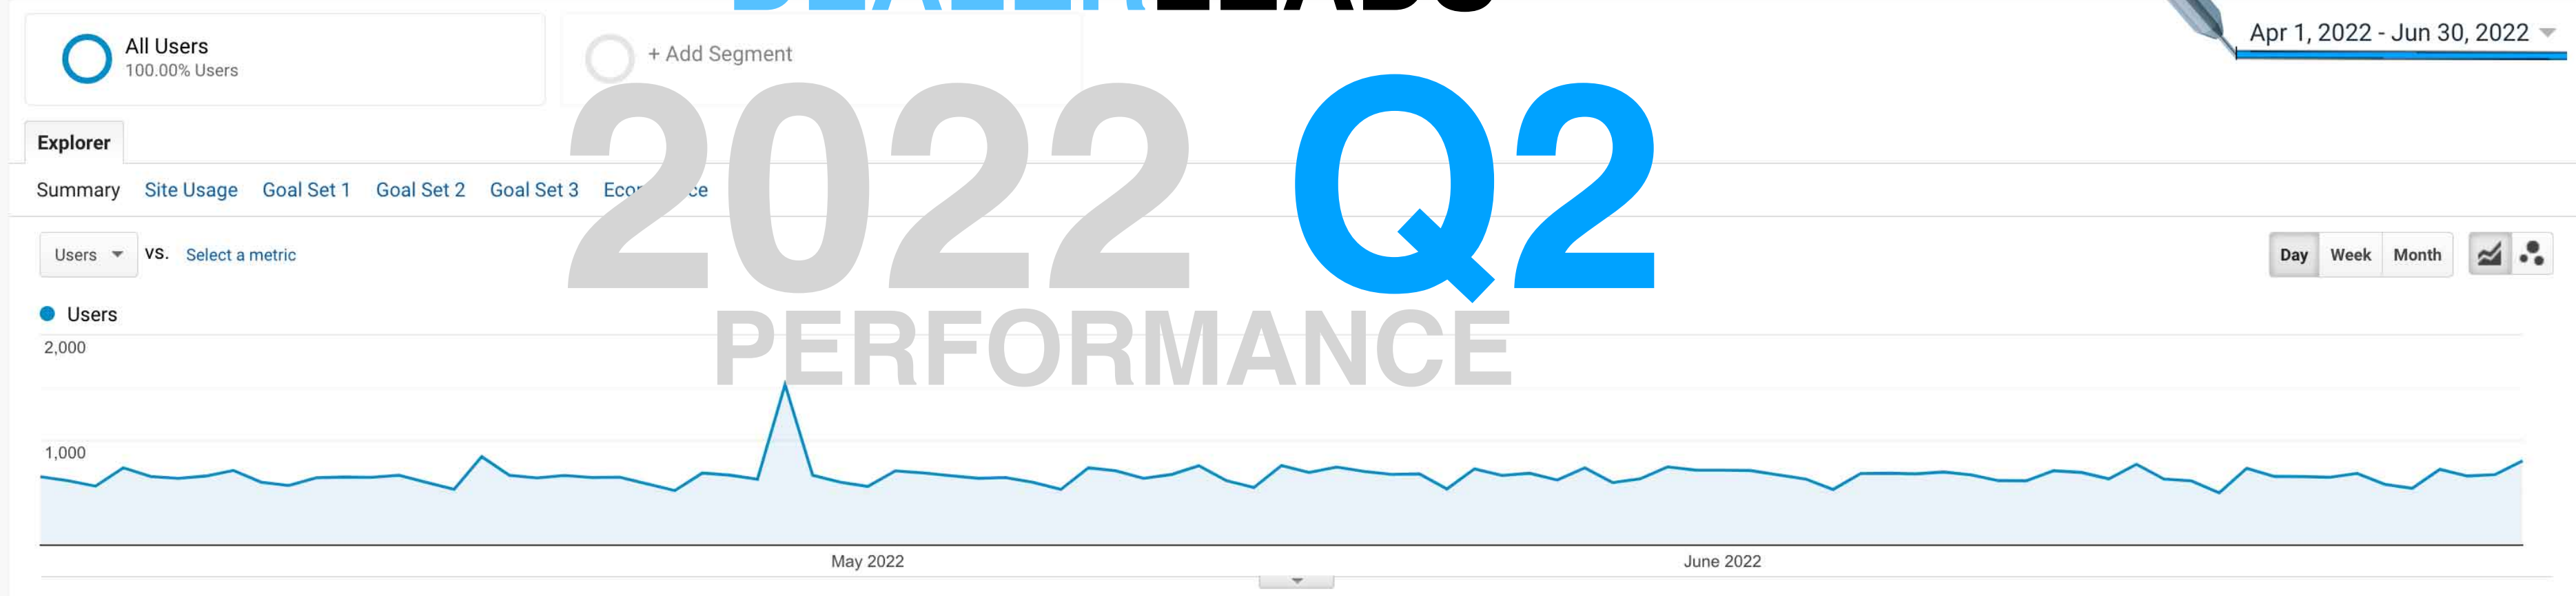 DEALERLEADS
All Users
100.00% Users
+ Add Segment
Apr 1, 2022 - Jun 30, 2022
2022 Q2
PERFORMANCE
Explorer
Summary Site Usage Goal Set 1 Goal Set 2 Goal Set 3
Users VS. Select a metric
Day Week Month
Users
2,000
1,000
May 2022 June 2022